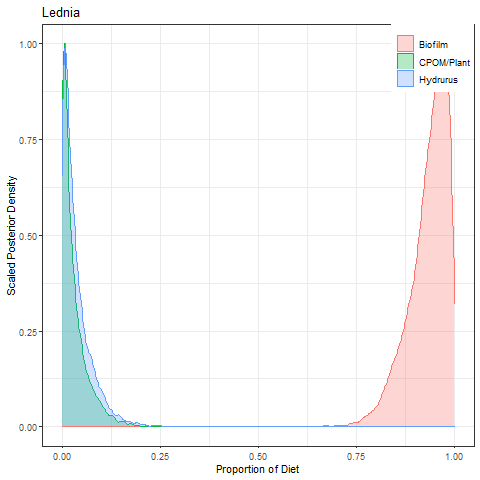 Lednia
Biofilm
CPOM/Plant
Hydrurus
1.00
0.75
0.50
0.25
0.00
Scaled Posterior Density
0.00 0.25 0.50 0.75 1.00
Proportion of Diet